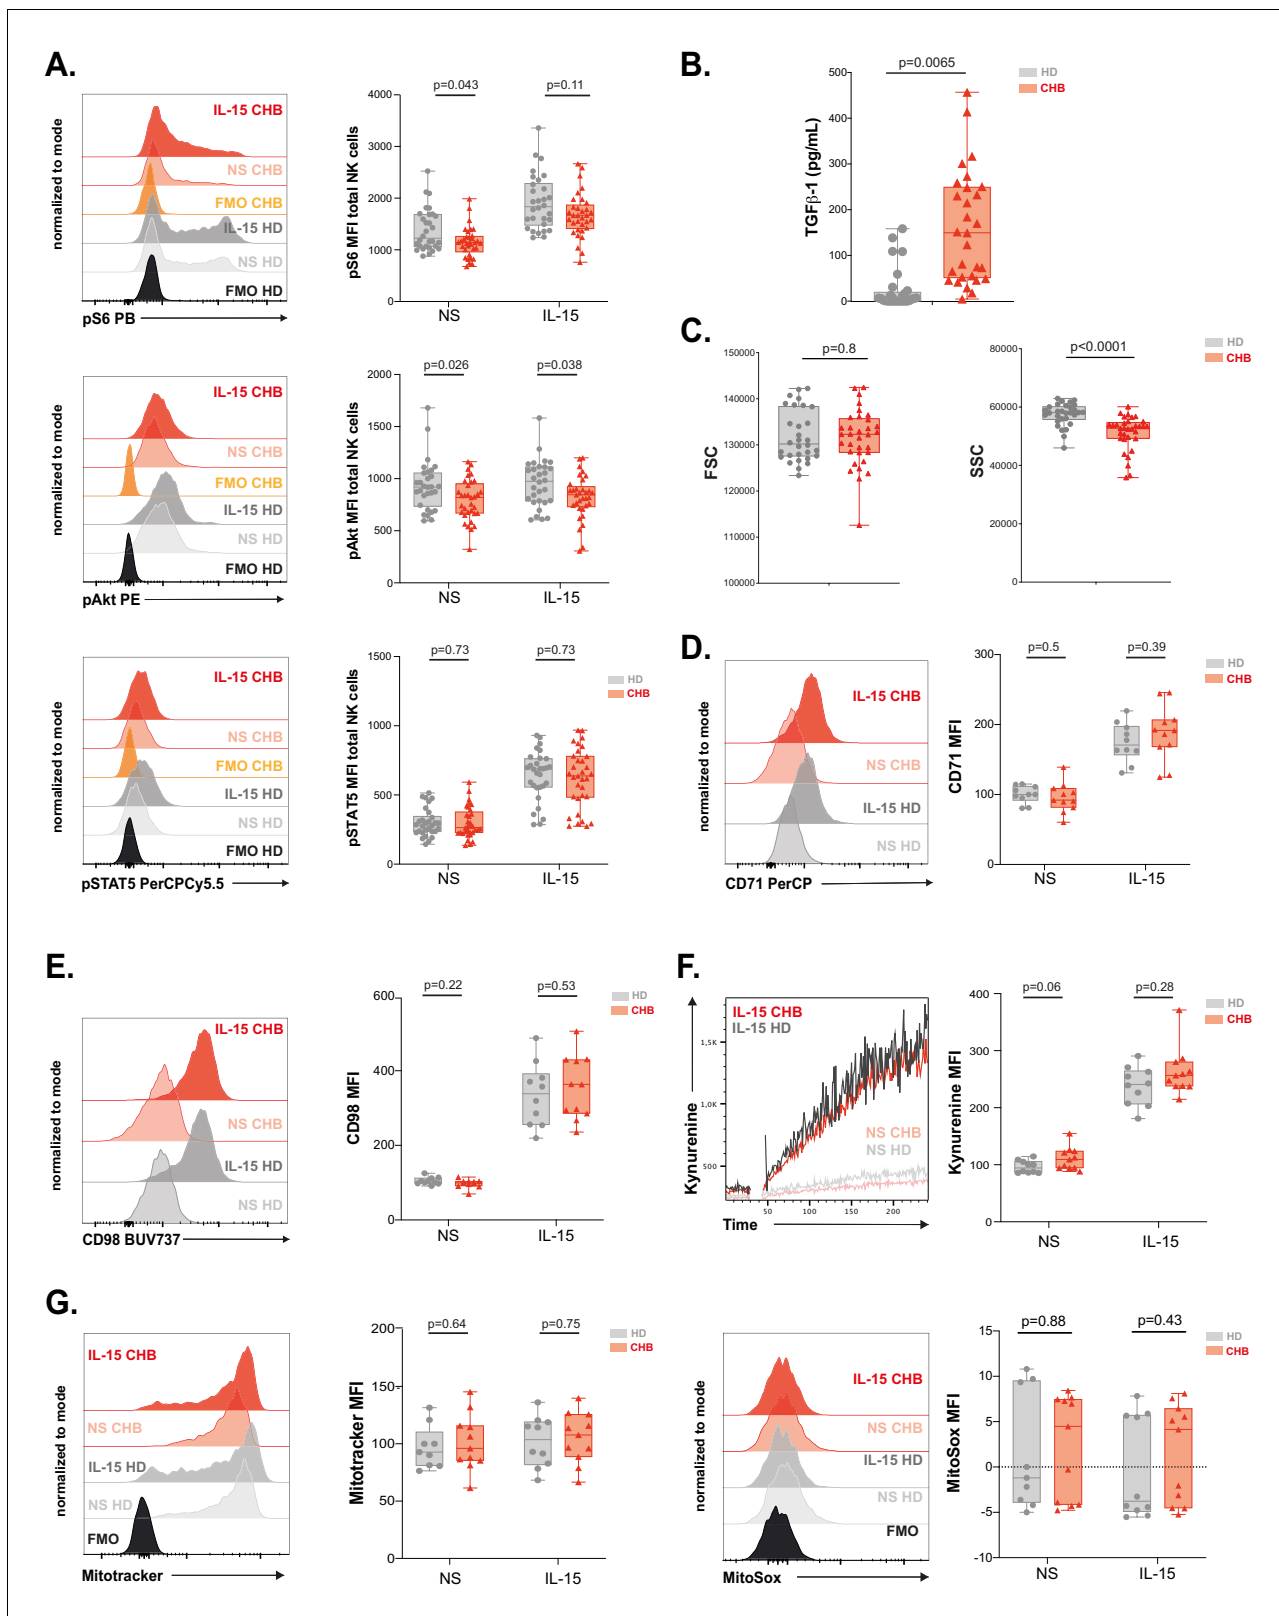 A.
normalized to mode
IL-15 CHB
NS CHB
FMO CHB
IL-15 HD
NS HD
FMO HD
pS6 PB
pS6 MFI total NK cells
p=0.043
p=0.11
4000
3000
2000
1000
0
NS
IL-15
normalized to mode
IL-15 CHB
NS CHB
FMO CHB
IL-15 HD
NS HD
FMO HD
pAkt PE
pAkt MFI total NK cells
p=0.026
p=0.038
2000
1500
1000
500
0
NS
IL-15
normalized to mode
IL-15 CHB
NS CHB
FMO CHB
IL-15 HD
NS HD
FMO HD
pSTAT5 PerCPCy5.5
pSTAT5 MFI total NK cells
p=0.73
p=0.73
1500
1000
500
0
NS
IL-15
HD
CHB
B.
TGFβ-1 (pg/mL)
p=0.0065
500
400
300
200
100
0
HD
CHB
C.
FSC
p=0.8
150000
140000
130000
120000
110000
100000
SSC
p<0.0001
80000
60000
40000
20000
0
HD
CHB
D.
normalized to mode
IL-15 CHB
NS CHB
IL-15 HD
NS HD
CD71 PerCP
CD71 MFI
p=0.5
p=0.39
300
200
100
0
NS
IL-15
HD
CHB
E.
normalized to mode
IL-15 CHB
NS CHB
IL-15 HD
NS HD
CD98 BUV737
CD98 MFI
p=0.22
p=0.53
600
400
200
0
NS
IL-15
HD
CHB
F.
Kynurenine
IL-15 CHB
IL-15 HD
NS CHB
NS HD
1,5K
1,0K
500
50
100
150
200
Time
Kynurenine MFI
p=0.06
p=0.28
400
300
200
100
0
NS
IL-15
HD
CHB
G.
normalized to mode
IL-15 CHB
NS CHB
IL-15 HD
NS HD
FMO
Mitotracker
Mitotracker MFI
p=0.64
p=0.75
200
150
100
50
0
NS
IL-15
HD
CHB
normalized to mode
IL-15 CHB
NS CHB
IL-15 HD
NS HD
FMO
MitoSox
MitoSox MFI
p=0.88
p=0.43
15
10
5
0
-5
-10
NS
IL-15
HD
CHB